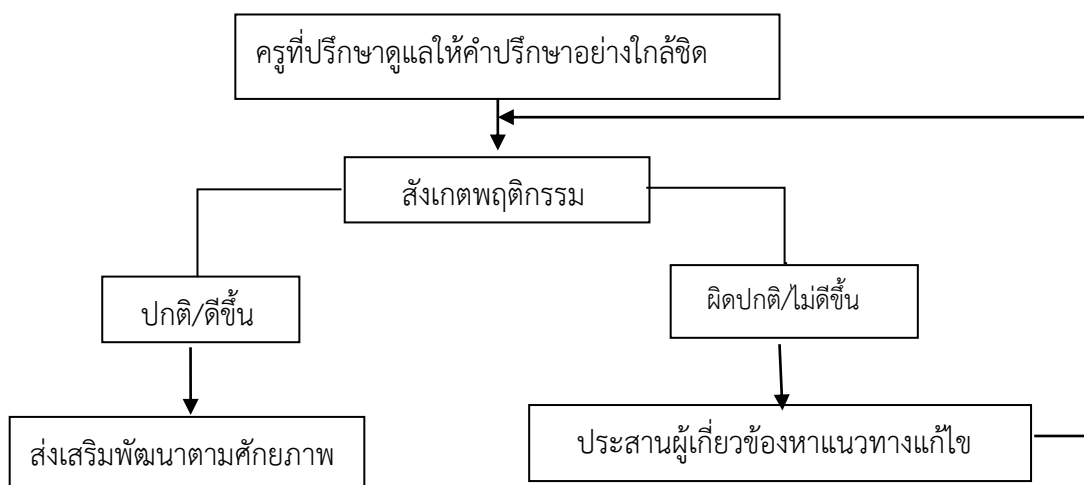 ครูที่ปรึกษาดูแลให้คำปรึกษาอย่างใกล้ชิด
สังเกตพฤติกรรม
ปกติ/ดีขึ้น
ผิดปกติ/ไม่ดีขึ้น
ส่งเสริมพัฒนาตามศักยภาพ
ประสานผู้เกี่ยวข้องหาแนวทางแก้ไข